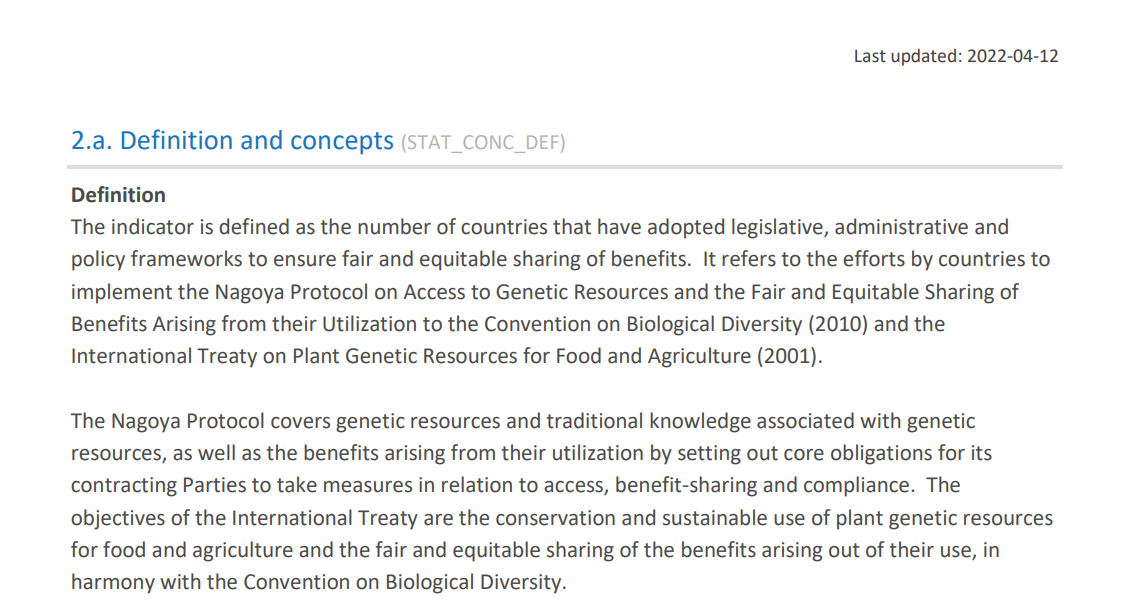 Last updated: 2022-04-12
2.a. Definition and concepts (STAT_CONC_DEF)
Definition
The indicator is defined as the number of countries that have adopted legislative, administrative and
policy frameworks to ensure fair and equitable sharing of benefits.  It refers to the efforts by countries to
implement the Nagoya Protocol on Access to Genetic Resources and the Fair and Equitable Sharing of
Benefits Arising from their Utilization to the Convention on Biological Diversity (2010) and the
International Treaty on Plant Genetic Resources for Food and Agriculture (2001).
The Nagoya Protocol covers genetic resources and traditional knowledge associated with genetic
resources, as well as the benefits arising from their utilization by setting out core obligations for its
contracting Parties to take measures in relation to access, benefit-sharing and compliance.  The
objectives of the International Treaty are the conservation and sustainable use of plant genetic resources
for food and agriculture and the fair and equitable sharing of the benefits arising out of their use, in
harmony with the Convention on Biological Diversity.